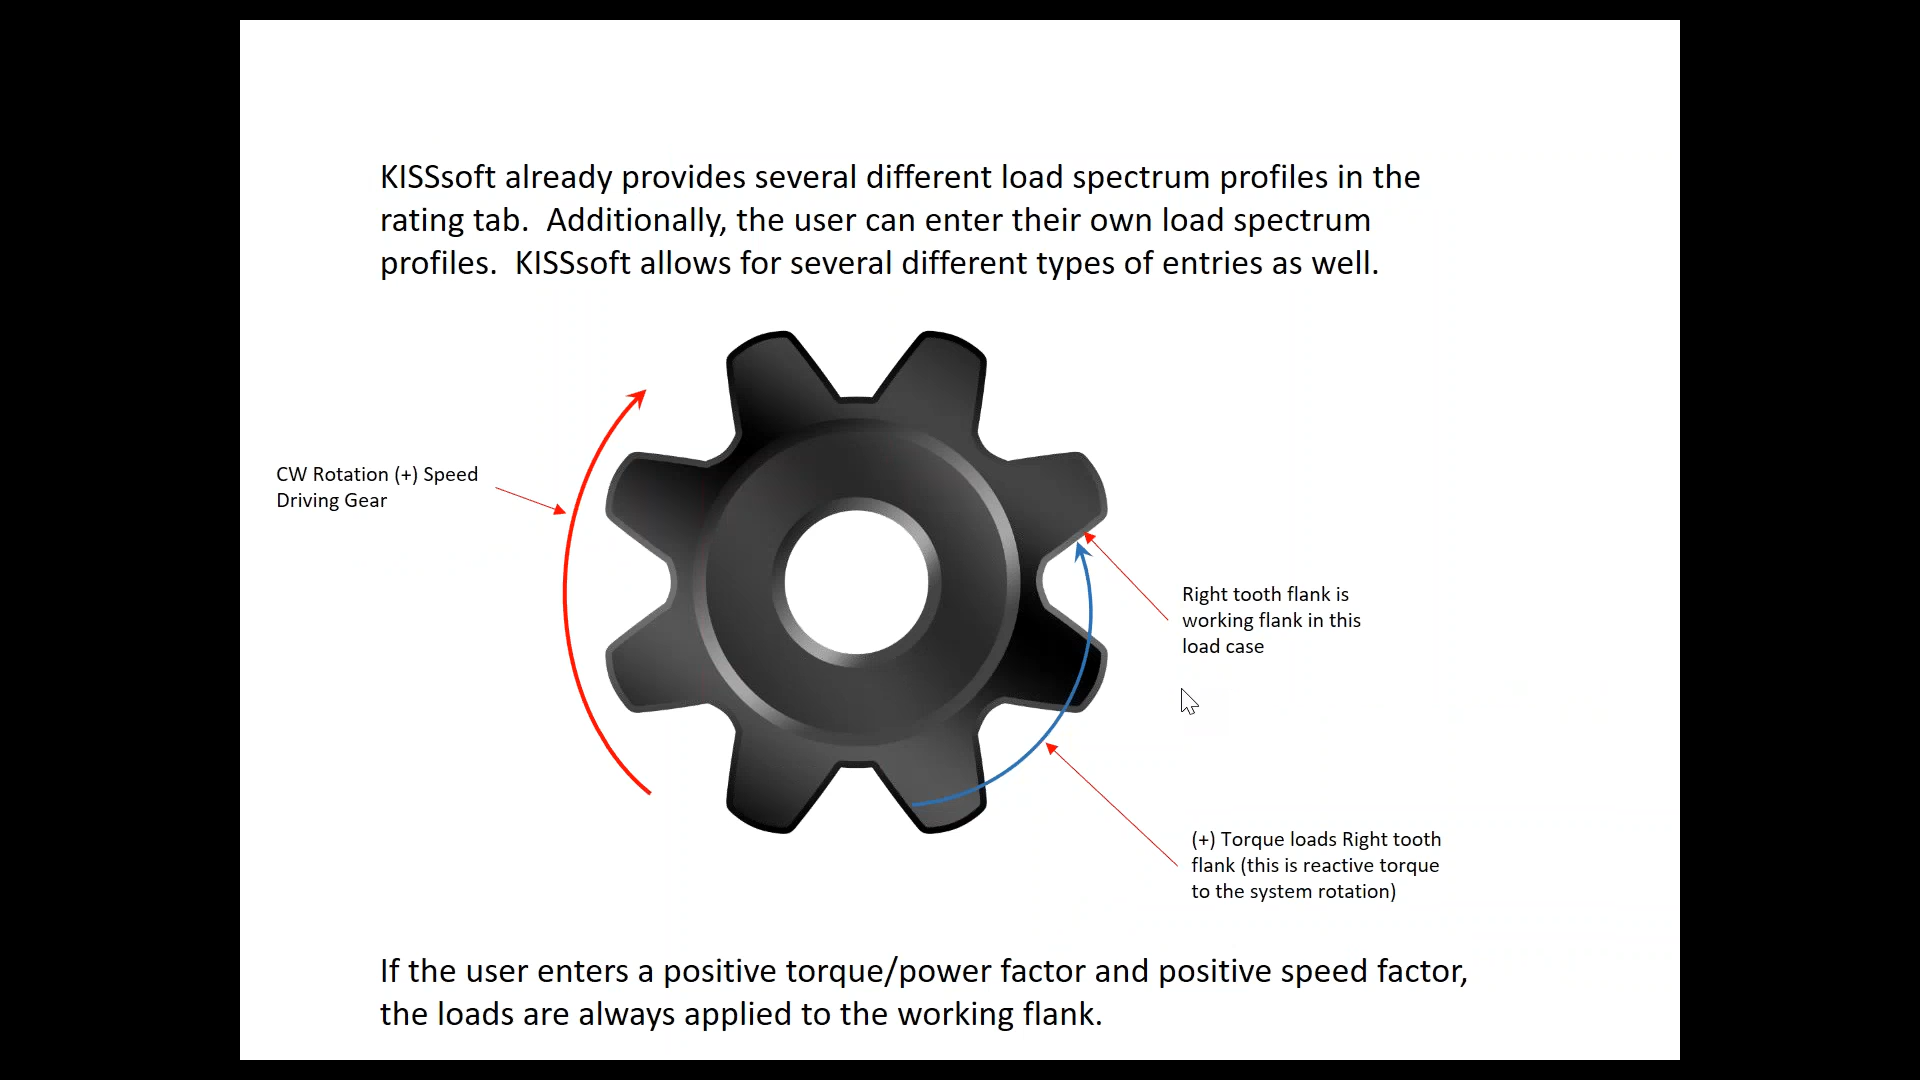 KISSsoft already provides several different load spectrum profiles in the
rating tab.  Additionally, the user can enter their own load spectrum
profiles.  KISSsoft allows for several different types of entries as well.
CW Rotation (+) Speed
Driving Gear
Right tooth flank is
working flank in this
load case
(+) Torque loads Right tooth
flank (this is reactive torque
to the system rotation)
If the user enters a positive torque/power factor and positive speed factor,
the loads are always applied to the working flank.